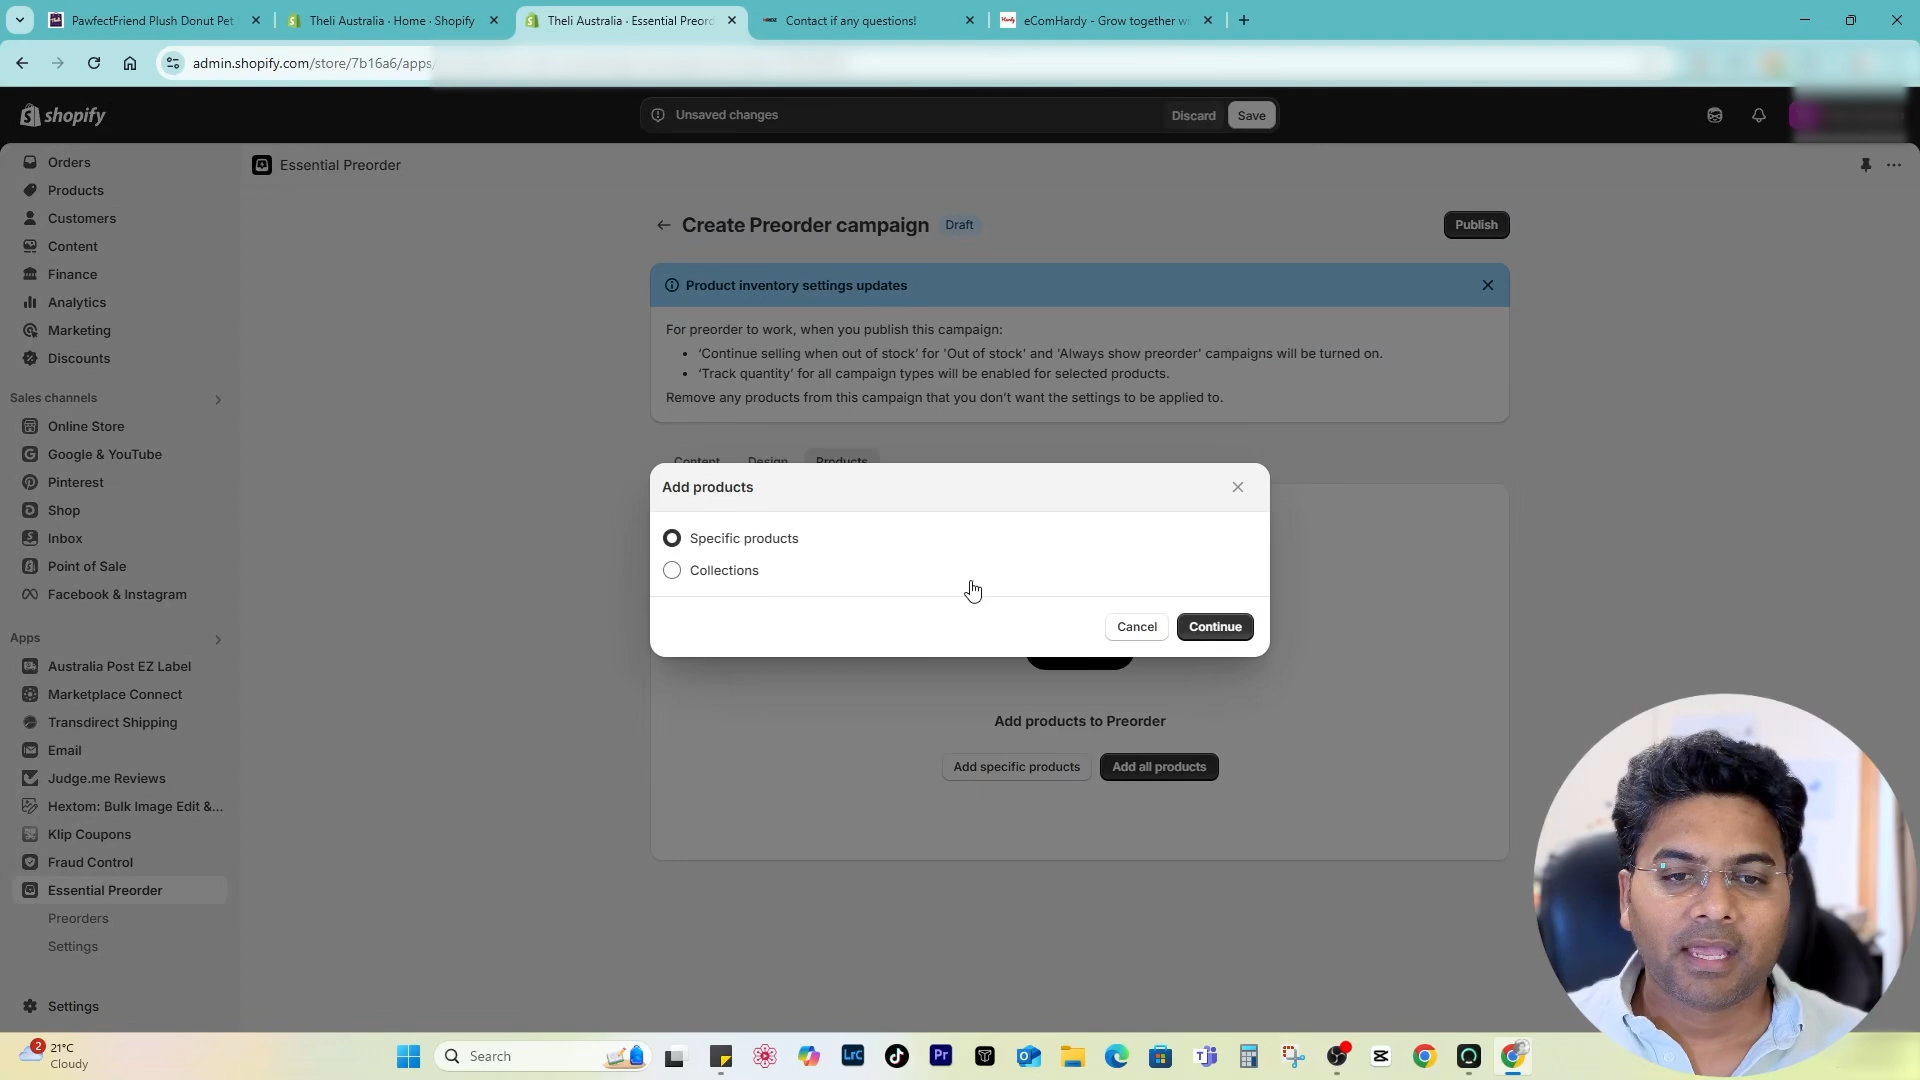 PawfectFriend Plush Donut Pet
Theli Australia · Home · Shopify
Theli Australia · Essential Preord
Contact if any questions!
eComHardy - Grow together w
admin.shopify.com/store/7b16a6/apps/
shopify
Unsaved changes
Discard
Save
Orders
Products
Customers
Content
Finance
Analytics
Marketing
Discounts
Sales channels
Online Store
Google & YouTube
Pinterest
Shop
Inbox
Point of Sale
Facebook & Instagram
Apps
Australia Post EZ Label
Marketplace Connect
Transdirect Shipping
Email
Judge.me Reviews
Hextom: Bulk Image Edit &...
Klip Coupons
Fraud Control
Essential Preorder
Preorders
Settings
Settings
Essential Preorder
Create Preorder campaign
Draft
Publish
Product inventory settings updates
For preorder to work, when you publish this campaign:
• ‘Continue selling when out of stock’ for 'Out of stock' and 'Always show preorder' campaigns will be turned on.
• ‘Track quantity’ for all campaign types will be enabled for selected products.
Remove any products from this campaign that you don’t want the settings to be applied to.
Content Design Products
Add products
Specific products
Collections
Cancel
Continue
Add products to Preorder
Add specific products
Add all products
2
21°C
Cloudy
Search
Lrc
Pr